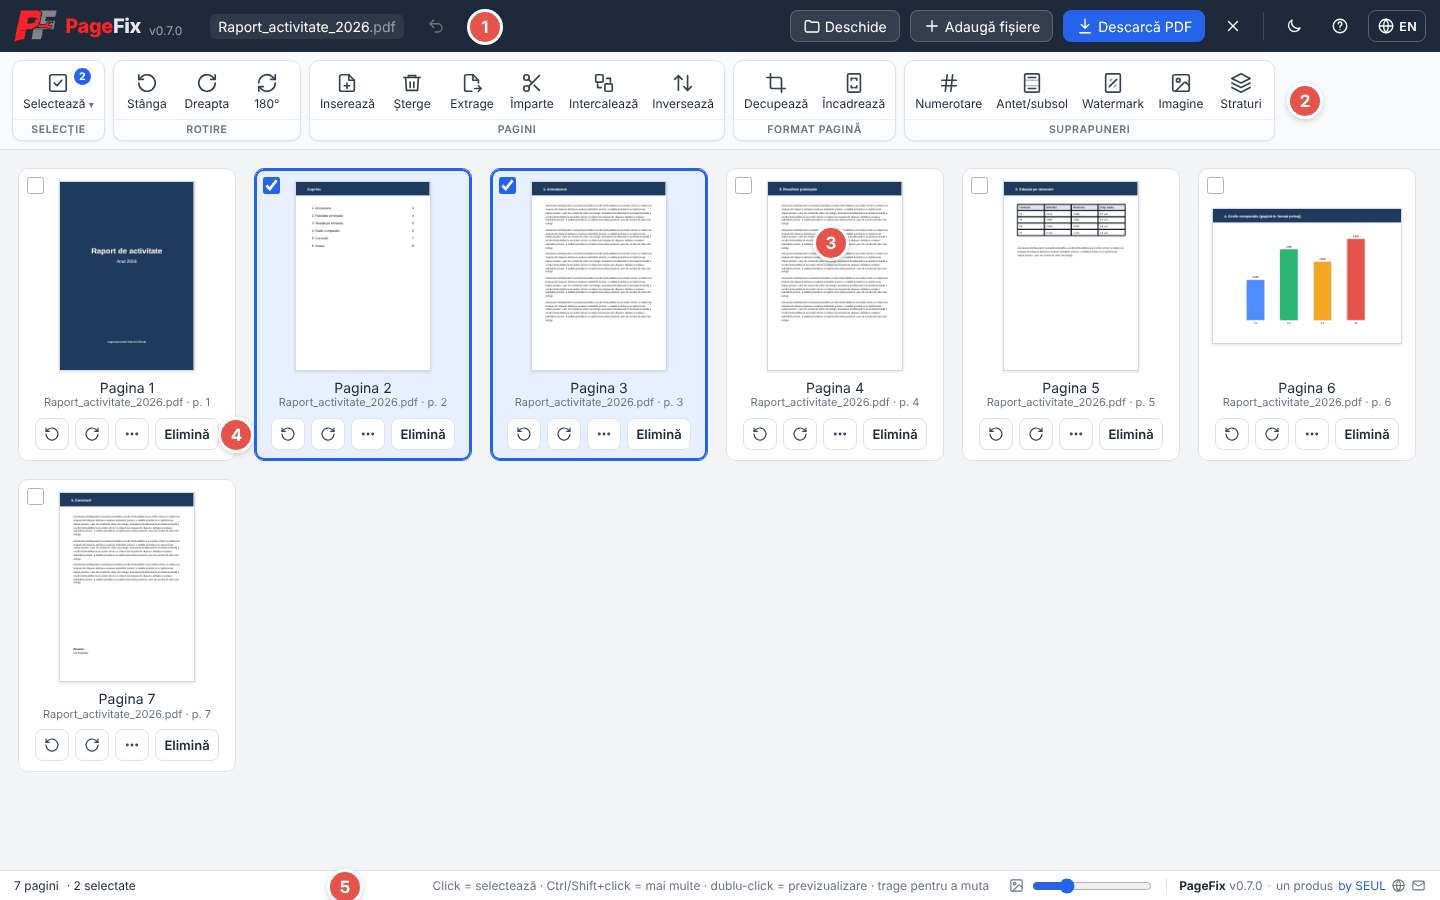 PageFix v0.7.0
Raport_activitate_2026.pdf
1
Deschide
Adaugă fișiere
Descarcă PDF
EN
Selectează
2
Stânga
Dreapta
180°
Inserează
Șterge
Extrage
Împarte
Intercalează
Inversează
Decupează
Încadrează
Numerotare
Antet/subsol
Watermark
Imagine
Straturi
2
SELECȚIE
ROTIRE
PAGINI
FORMAT PAGINĂ
SUPRAPUNERI
Raport de activitate
3
Pagina 1
Raport_activitate_2026.pdf · p. 1
Elimină
4
Pagina 2
Raport_activitate_2026.pdf · p. 2
Elimină
Pagina 3
Raport_activitate_2026.pdf · p. 3
Elimină
Pagina 4
Raport_activitate_2026.pdf · p. 4
Elimină
Pagina 5
Raport_activitate_2026.pdf · p. 5
Elimină
Pagina 6
Raport_activitate_2026.pdf · p. 6
Elimină
Pagina 7
Raport_activitate_2026.pdf · p. 7
Elimină
7 pagini · 2 selectate
5
Click = selectează · Ctrl/Shift+click = mai multe · dublu-click = previzualizare · trage pentru a muta
PageFix v0.7.0 · un produs by SEUL